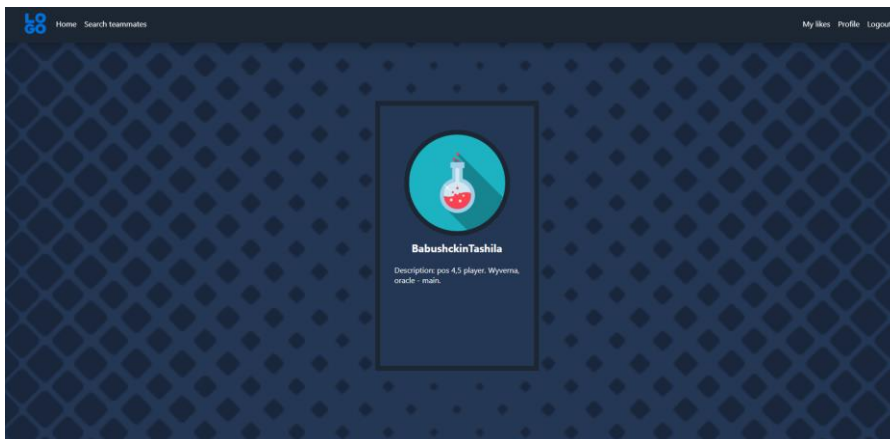 LO
GO
Home Search teammates
My likes Profile Logout
BabushckinTashila
Description: pos 4,5 player. Wyverna,
oracle - main.